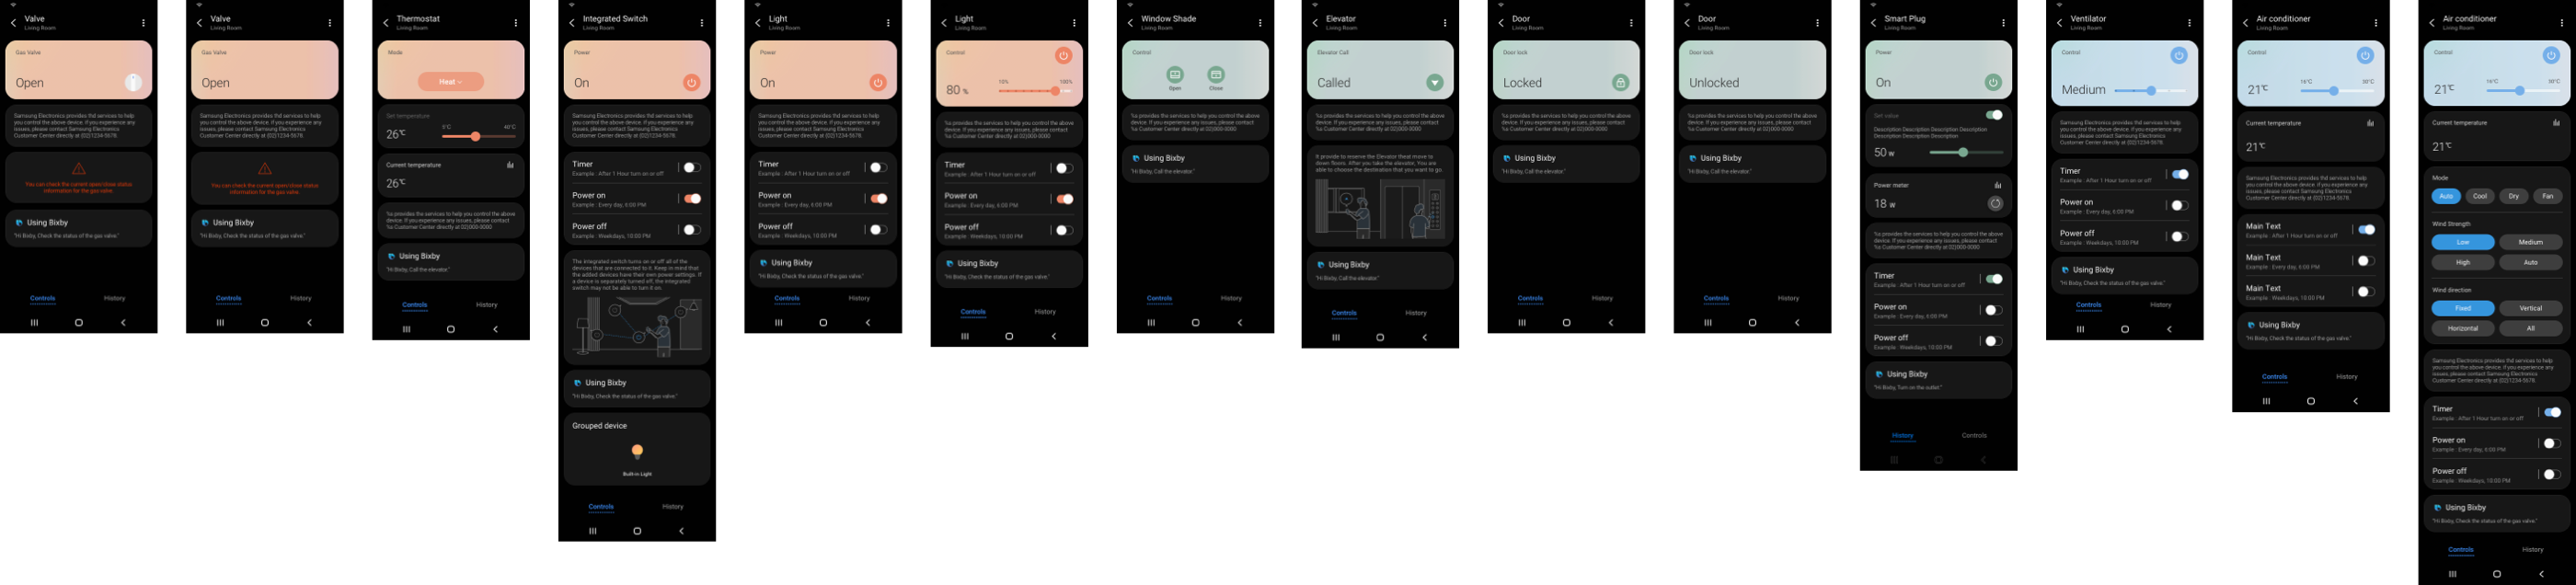 Valve
Living Room
Gas Valve
Open
Samsung Electronics provides thd services to help
you control the above device. if you experience any
issues, please contact Samsung Electronics
Customer Center directly at (02)1234-5678.
You can check the current open/close status
information for the gas valve.
Using Bixby
"Hi Bixby, Check the status of the gas valve."
Controls
History
Valve
Living Room
Gas Valve
Open
Samsung Electronics provides thd services to help
you control the above device. if you experience any
issues, please contact Samsung Electronics
Customer Center directly at (02)1234-5678.
You can check the current open/close status
information for the gas valve.
Using Bixby
"Hi Bixby, Check the status of the gas valve."
Controls
History
Thermostat
Living Room
Mode
Heat
Set temperature
26℃
5℃
40℃
Current temperature
26℃
%s provides the services to help you control the above
device. If you experience any issues, please contact
%s Customer Center directly at 02)000-0000
Using Bixby
"Hi Bixby, Call the elevator."
Controls
History
Integrated Switch
Living Room
Power
On
Samsung Electronics provides thd services to help
you control the above device. if you experience any
issues, please contact Samsung Electronics
Customer Center directly at (02)1234-5678.
Timer
Example : After 1 Hour turn on or off
Power on
Example : Every day, 6:00 PM
Power off
Example : Weekdays, 10:00 PM
The integrated switch turns on or off all of the
devices that are connected to it. Keep in mind that
the added devices have their own power settings. If
a device is separately turned off, the integrated
switch may not be able to turn it on.
Using Bixby
"Hi Bixby, Check the status of the gas valve."
Grouped device
Built-in Light
Controls
History
Light
Living Room
Power
On
Samsung Electronics provides thd services to help
you control the above device. if you experience any
issues, please contact Samsung Electronics
Customer Center directly at (02)1234-5678.
Timer
Example : After 1 Hour turn on or off
Power on
Example : Every day, 6:00 PM
Power off
Example : Weekdays, 10:00 PM
Using Bixby
"Hi Bixby, Check the status of the gas valve."
Controls
History
Light
Living Room
Control
80 %
10%
100%
%s provides the services to help you control the above
device. If you experience any issues, please contact
%s Customer Center directly at 02)000-0000
Timer
Example : After 1 Hour turn on or off
Power on
Example : Every day, 6:00 PM
Power off
Example : Weekdays, 10:00 PM
Using Bixby
"Hi Bixby, Check the status of the gas valve."
Controls
History
Window Shade
Living Room
Control
Open
Close
%s provides the services to help you control the above
device. If you experience any issues, please contact
%s Customer Center directly at 02)000-0000
Using Bixby
"Hi Bixby, Call the elevator."
Controls
History
Elevator
Living Room
Elevator Call
Called
%s provides the services to help you control the above
device. If you experience any issues, please contact
%s Customer Center directly at 02)000-0000
It provide to reserve the Elevator theat move to
down floors. After you take the elevator, You are
able to choose the destination that you want to go.
Using Bixby
"Hi Bixby, Call the elevator."
Controls
History
Door
Living Room
Door lock
Locked
%s provides the services to help you control the above
device. If you experience any issues, please contact
%s Customer Center directly at 02)000-0000
Using Bixby
"Hi Bixby, Call the elevator."
Controls
History
Door
Living Room
Door lock
Unlocked
%s provides the services to help you control the above
device. If you experience any issues, please contact
%s Customer Center directly at 02)000-0000
Using Bixby
"Hi Bixby, Call the elevator."
Controls
History
Smart Plug
Living Room
Power
On
Set value
Description Description Description Description
Description Description Description
50 W
Power meter
18 W
%s provides the services to help you control the above
device. If you experience any issues, please contact
%s Customer Center directly at 02)000-0000
Timer
Example : After 1 Hour turn on or off
Power on
Example : Every day, 6:00 PM
Power off
Example : Weekdays, 10:00 PM
Using Bixby
"Hi Bixby, Turn on the outlet."
History
Controls
Ventilator
Living Room
Control
Medium
Samsung Electronics provides thd services to help
you control the above device. if you experience any
issues, please contact Samsung Electronics
Customer Center directly at (02)1234-5678.
Timer
Example : After 1 Hour turn on or off
Power on
Example : Every day, 6:00 PM
Power off
Example : Weekdays, 10:00 PM
Using Bixby
"Hi Bixby, Check the status of the gas valve."
Controls
History
Air conditioner
Living Room
Control
21℃
16℃
30℃
Current temperature
21℃
Samsung Electronics provides thd services to help
you control the above device. if you experience any
issues, please contact Samsung Electronics
Customer Center directly at (02)1234-5678.
Main Text
Example : After 1 Hour turn on or off
Main Text
Example : Every day, 6:00 PM
Main Text
Example : Weekdays, 10:00 PM
Using Bixby
"Hi Bixby, Check the status of the gas valve."
Controls
History
Air conditioner
Living Room
Control
21℃
16℃
30℃
Current temperature
21℃
Mode
Auto
Cool
Dry
Fan
Wind Strength
Low
Medium
High
Auto
Wind direction
Fixed
Vertical
Horizontal
All
Samsung Electronics provides thd services to help
you control the above device. if you experience any
issues, please contact Samsung Electronics
Customer Center directly at (02)1234-5678.
Timer
Example : After 1 Hour turn on or off
Power on
Example : Every day, 6:00 PM
Power off
Example : Weekdays, 10:00 PM
Using Bixby
"Hi Bixby, Check the status of the gas valve."
Controls
History